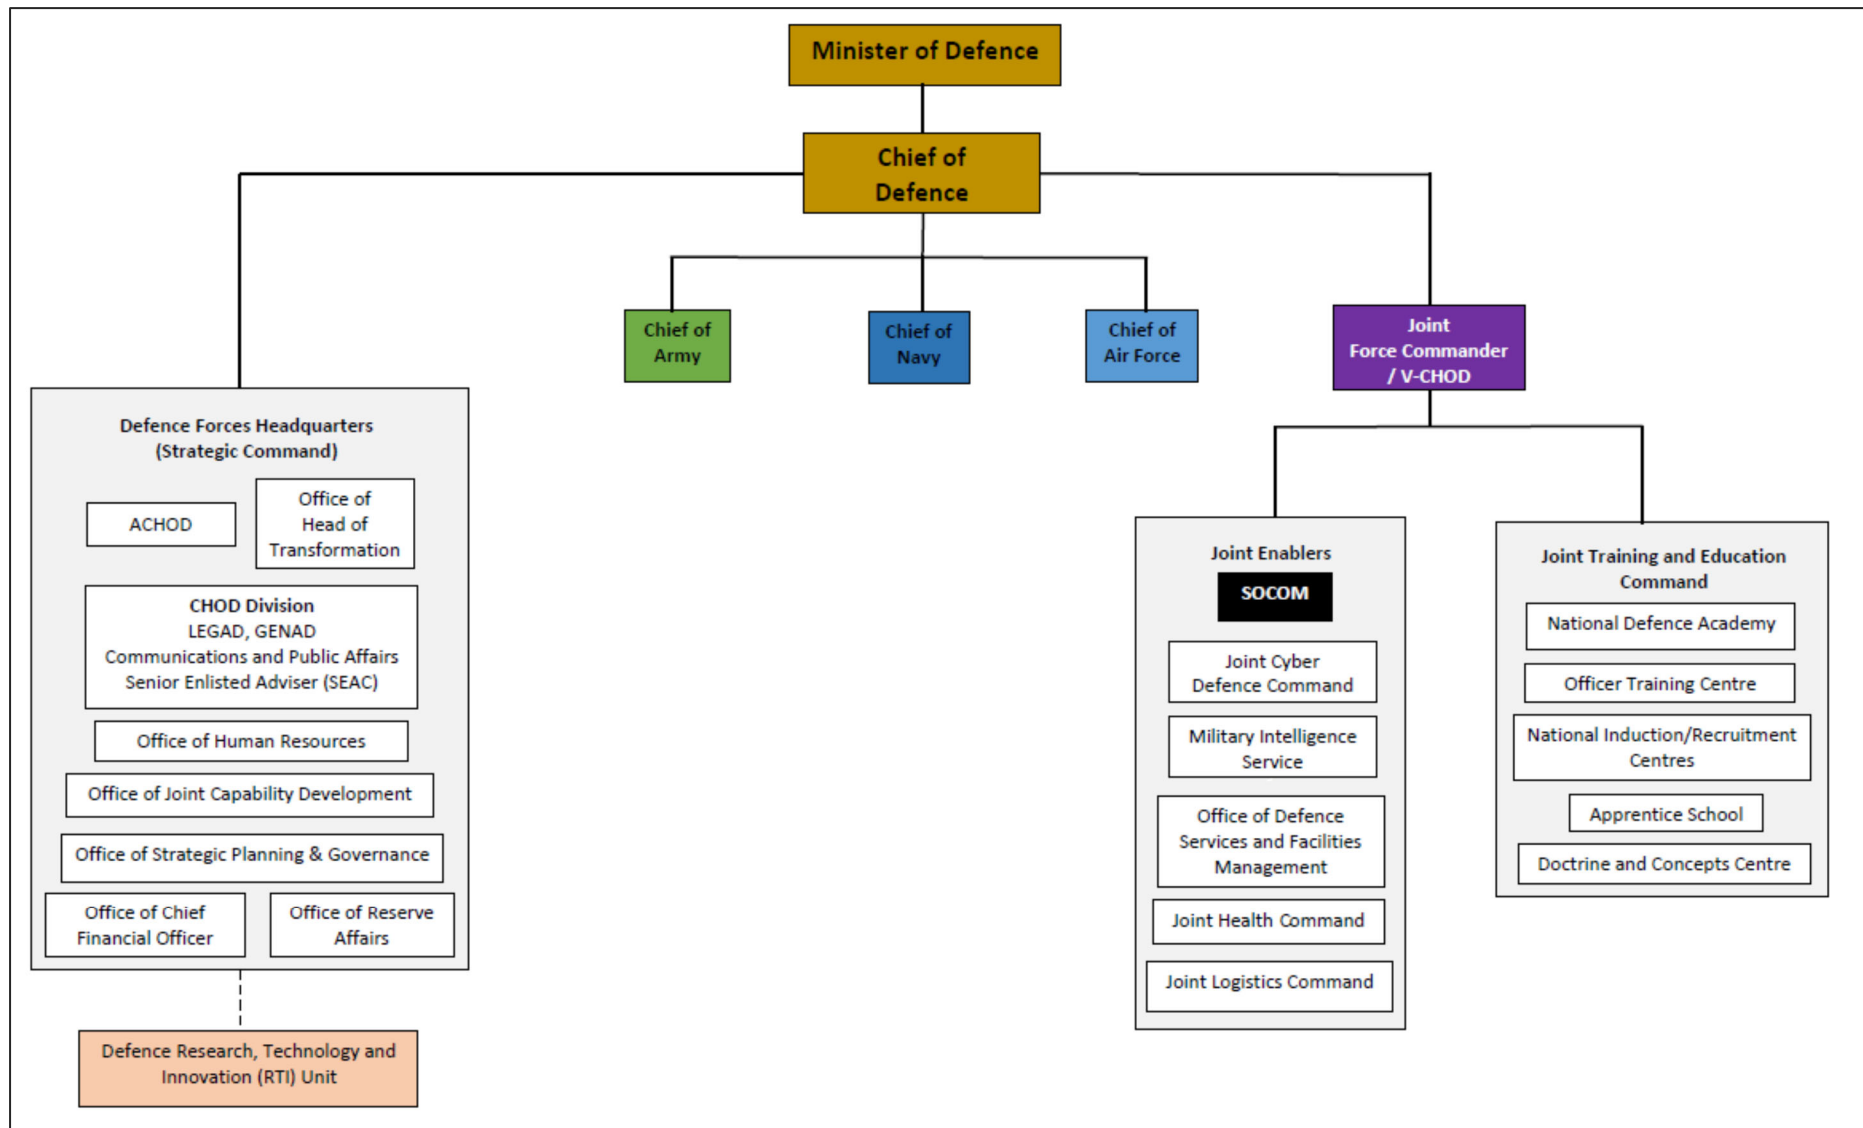 Minister of Defence
Chief of
Defence
Chief of
Army
Chief of
Navy
Chief of
Air Force
Joint
Force Commander
/ V-CHOD
Defence Forces Headquarters
(Strategic Command)
ACHOD
Office of
Head of
Transformation
CHOD Division
LEGAD, GENAD
Communications and Public Affairs
Senior Enlisted Adviser (SEAC)
Office of Human Resources
Office of Joint Capability Development
Office of Strategic Planning & Governance
Office of Chief
Financial Officer
Office of Reserve
Affairs
Defence Research, Technology and
Innovation (RTI) Unit
Joint Enablers
SOCOM
Joint Cyber
Defence Command
Military Intelligence
Service
Office of Defence
Services and Facilities
Management
Joint Health Command
Joint Logistics Command
Joint Training and Education
Command
National Defence Academy
Officer Training Centre
National Induction/Recruitment
Centres
Apprentice School
Doctrine and Concepts Centre